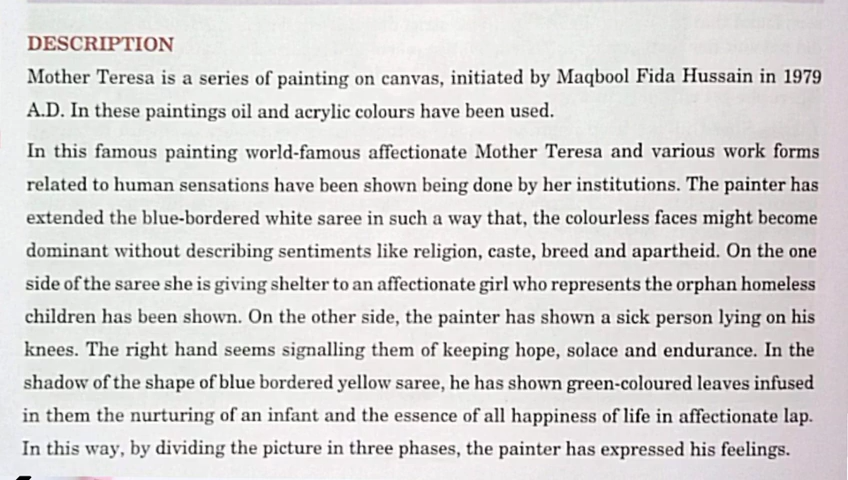 DESCRIPTION
Mother Teresa is a series of painting on canvas, initiated by Maqbool Fida Hussain in 1979
A.D. In these paintings oil and acrylic colours have been used.
In this famous painting world-famous affectionate Mother Teresa and various work forms
related to human sensations have been shown being done by her institutions. The painter has
extended the blue-bordered white saree in such a way that, the colourless faces might become
dominant without describing sentiments like religion, caste, breed and apartheid. On the one
side of the saree she is giving shelter to an affectionate girl who represents the orphan homeless
children has been shown. On the other side, the painter has shown a sick person lying on his
knees. The right hand seems signalling them of keeping hope, solace and endurance. In the
shadow of the shape of blue bordered yellow saree, he has shown green-coloured leaves infused
in them the nurturing of an infant and the essence of all happiness of life in affectionate lap.
In this way, by dividing the picture in three phases, the painter has expressed his feelings.